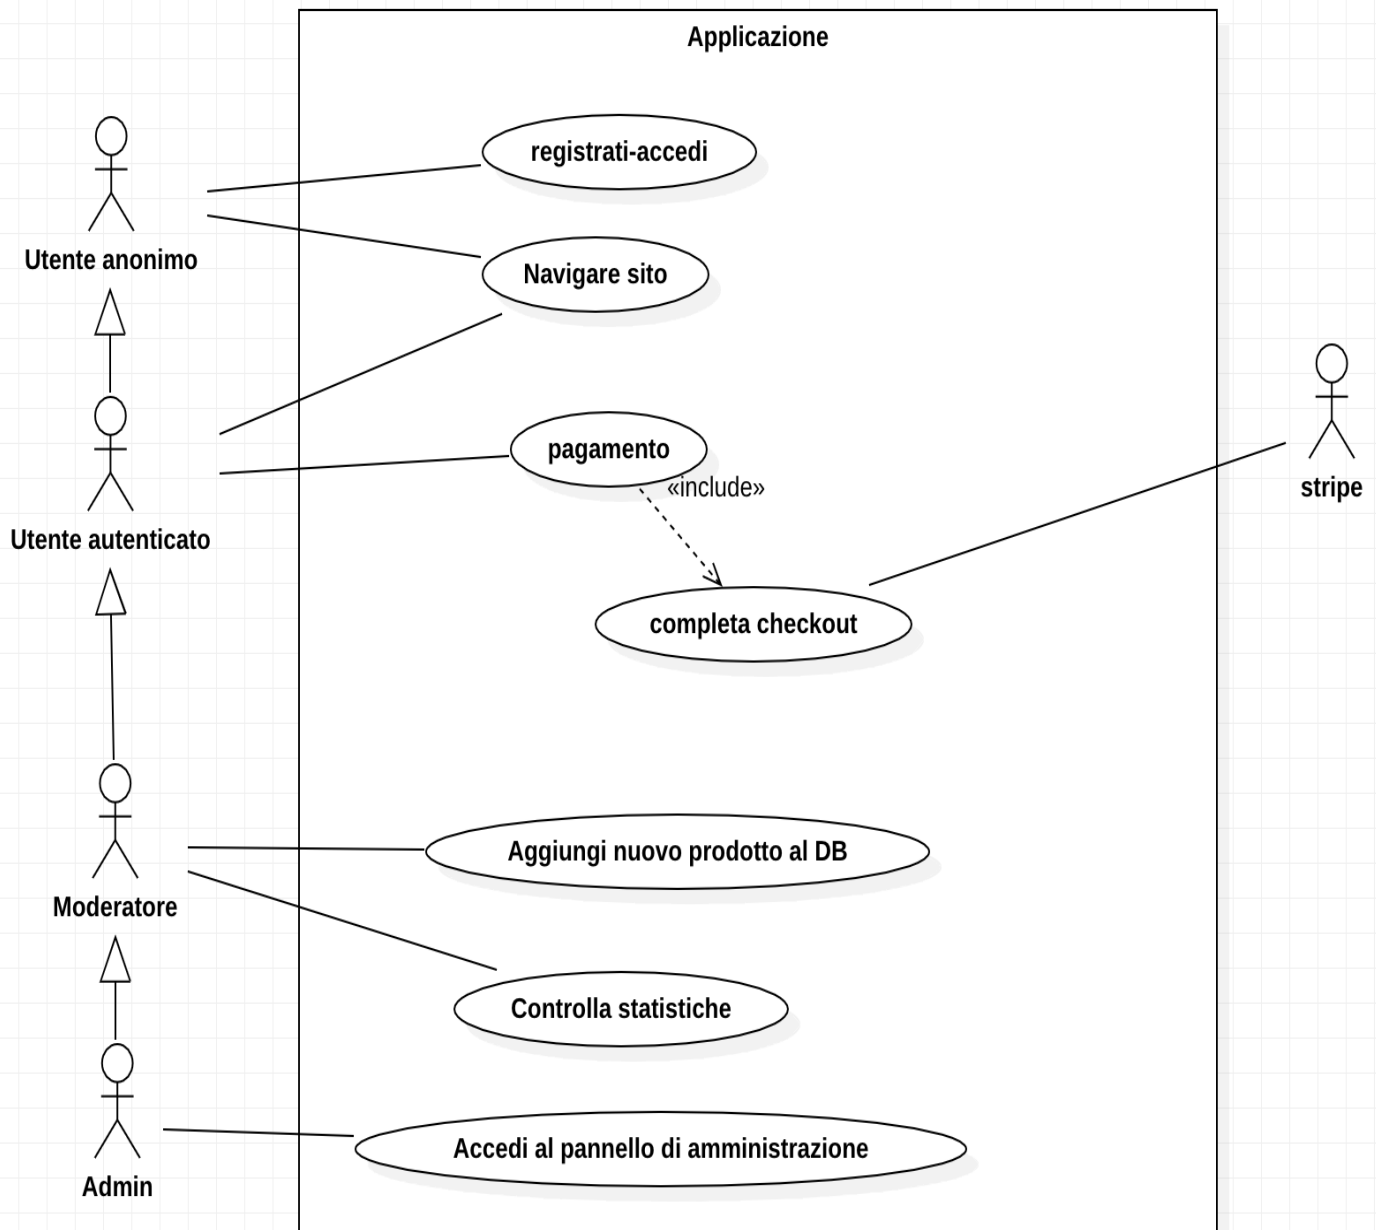 Applicazione
registrati-accedi
Utente anonimo
Navigare sito
pagamento
«include»
stripe
Utente autenticato
completa checkout
Aggiungi nuovo prodotto al DB
Moderatore
Controlla statistiche
Accedi al pannello di amministrazione
Admin